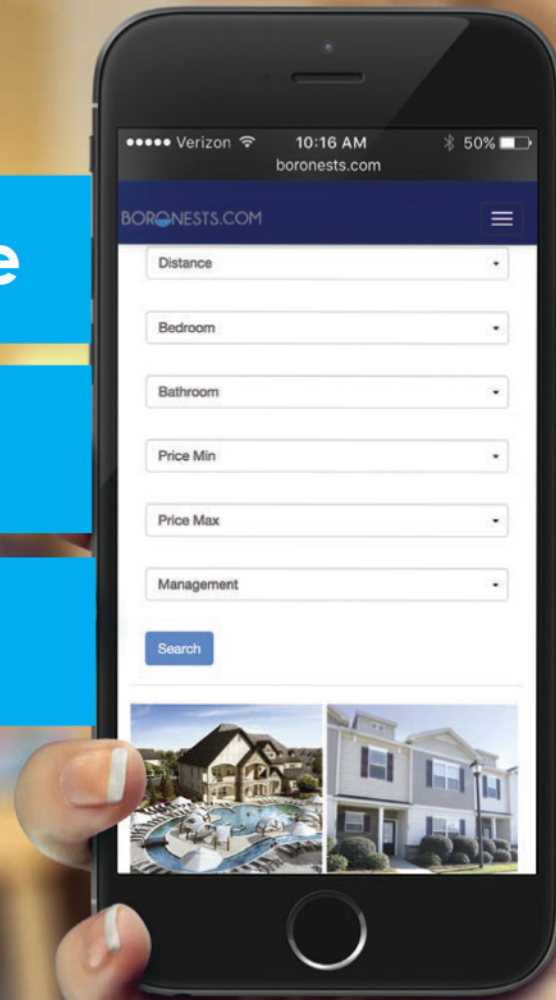 ●●●●● Verizon 10:16 AM 50%
boronests.com
BORONESTS.COM
e
Distance
Bedroom
Bathroom
Price Min
Price Max
Management
Search